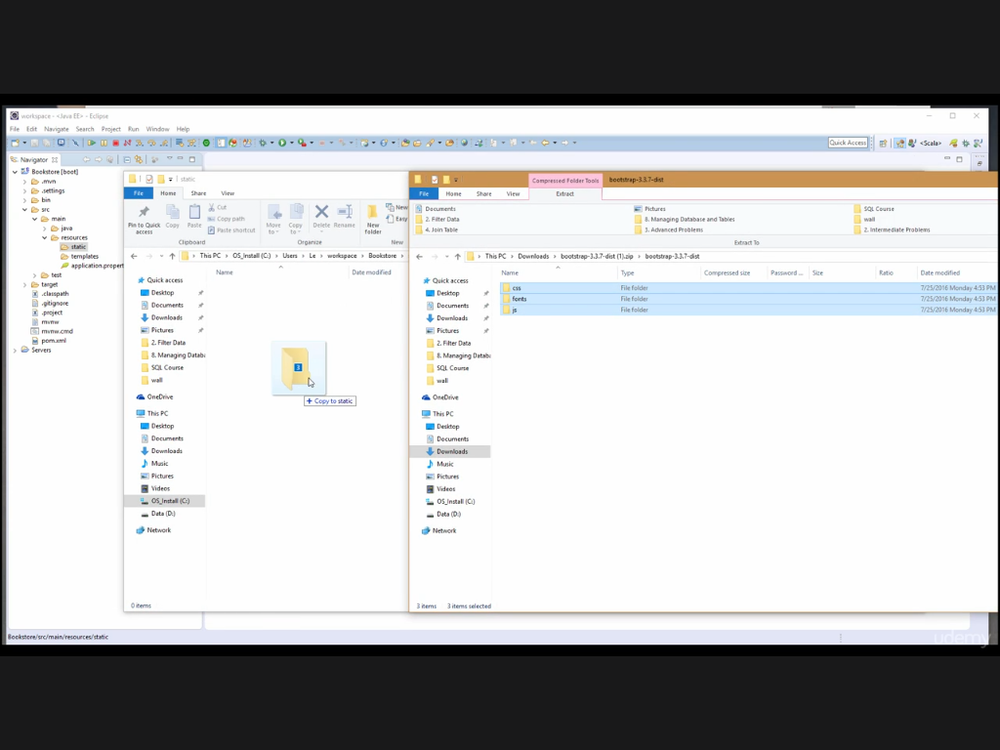 workspace - <Java EE> - Eclipse
File Edit Navigate Search Project Run Window Help
Quick Access
<Scala>
Navigator
Bookstore [boot]
.mvn
.settings
bin
src
main
java
resources
static
templates
application.propert
test
target
.classpath
.gitignore
.project
mvnw
mvnw.cmd
pom.xml
Servers
Bookstore/src/main/resources/static
static
File Home Share View
Pin to Quick access
Copy
Paste
Cut
Copy path
Paste shortcut
Clipboard
Move to
Copy to
Delete
Rename
Organize
New folder
New
Easy
New
This PC > OS_Install (C:) > Users > Le > workspace > Bookstore >
Name Date modified
Quick access
Desktop
Documents
Downloads
Pictures
2. Filter Data
8. Managing Databa
SQL Course
wall
OneDrive
This PC
Desktop
Documents
Downloads
Music
Pictures
Videos
OS_Install (C:)
Data (D:)
Network
3
+ Copy to static
0 items
Compressed Folder Tools
bootstrap-3.3.7-dist
File Home Share View Extract
Documents Pictures SQL Course
2. Filter Data 8. Managing Database and Tables wall
4. Join Table 3. Advanced Problems 2. Intermediate Problems
Extract To
This PC > Downloads > bootstrap-3.3.7-dist (1).zip > bootstrap-3.3.7-dist
Name Type Compressed size Password ... Size Ratio Date modified
css File folder 7/25/2016 Monday 4:53 PM
fonts File folder 7/25/2016 Monday 4:53 PM
js File folder 7/25/2016 Monday 4:53 PM
Quick access
Desktop
Documents
Downloads
Pictures
2. Filter Data
8. Managing Databa
SQL Course
wall
OneDrive
This PC
Desktop
Documents
Downloads
Music
Pictures
Videos
OS_Install (C:)
Data (D:)
Network
3 items 3 items selected
udemy